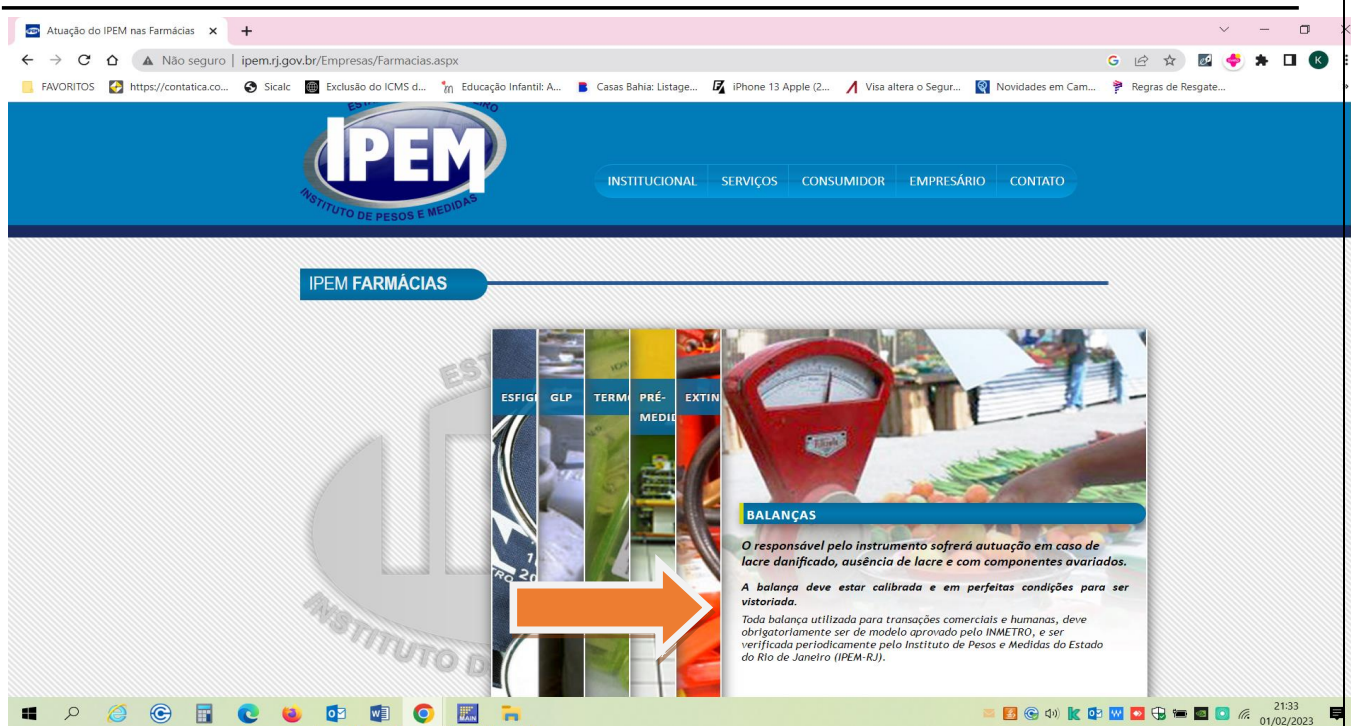 Atuação do IPEM nas Farmácias
Não seguro | ipem.rj.gov.br/Empresas/Farmacias.aspx
K
FAVORITOS https://contatica.co... Sicalc Exclusão do ICMS d... Educação Infantil: A... Casas Bahia: Listage... iPhone 13 Apple (2... Visa altera o Segur... Novidades em Cam... Regras de Resgate...
IPEM
INSTITUTO DE PESOS E MEDIDAS
INSTITUCIONAL SERVIÇOS CONSUMIDOR EMPRESÁRIO CONTATO
IPEM FARMÁCIAS
EST
INSTITUTO D
ESFIG GLP TERM PRÉ- EXTIN
MEDID
BALANÇAS
O responsável pelo instrumento sofrerá autuação em caso de
lacre danificado, ausência de lacre e com componentes avariados.
A balança deve estar calibrada e em perfeitas condições para ser
vistoriada.
Toda balança utilizada para transações comerciais e humanas, deve
obrigatoriamente ser de modelo aprovado pelo INMETRO, e ser
verificada periodicamente pelo Instituto de Pesos e Medidas do Estado
do Rio de Janeiro (IPEM-RJ).
MAIN
21:33
01/02/2023